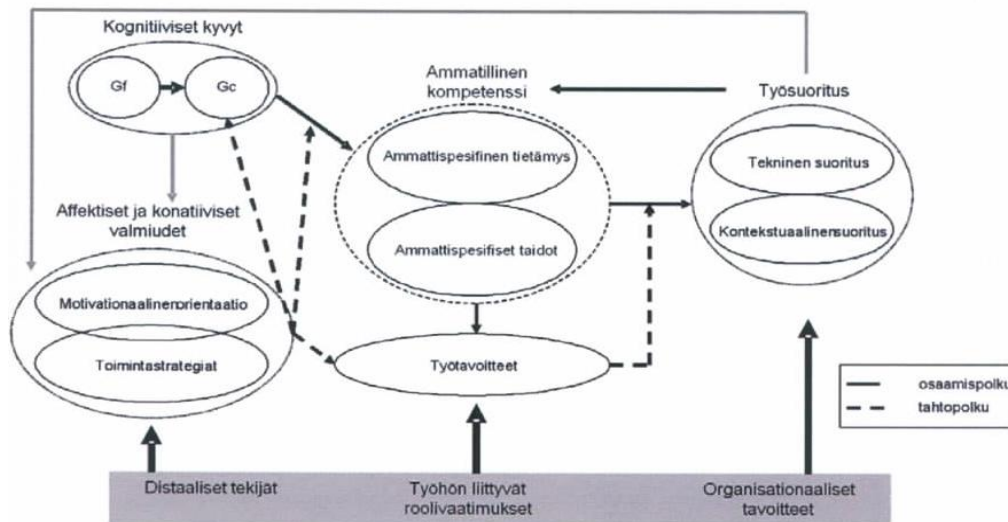 Kognitiiviset kyvyt
Gf
Gc
Ammatillinen
kompetenssi
Työsuoritus
Ammattispesifinen tietämys
Tekninen suoritus
Affektiset ja konatiiviset
valmiudet
Ammattispesifiset taidot
Kontekstuaalinensuoritus
Motivationaalinenorientaatio
Toimintastrategiat
Työtavoitteet
osaamispolku
tahtopolku
Distaaliset tekijät
Työhön liittyvat
roolivaatimukset
Organisationaaliset
tavoitteet